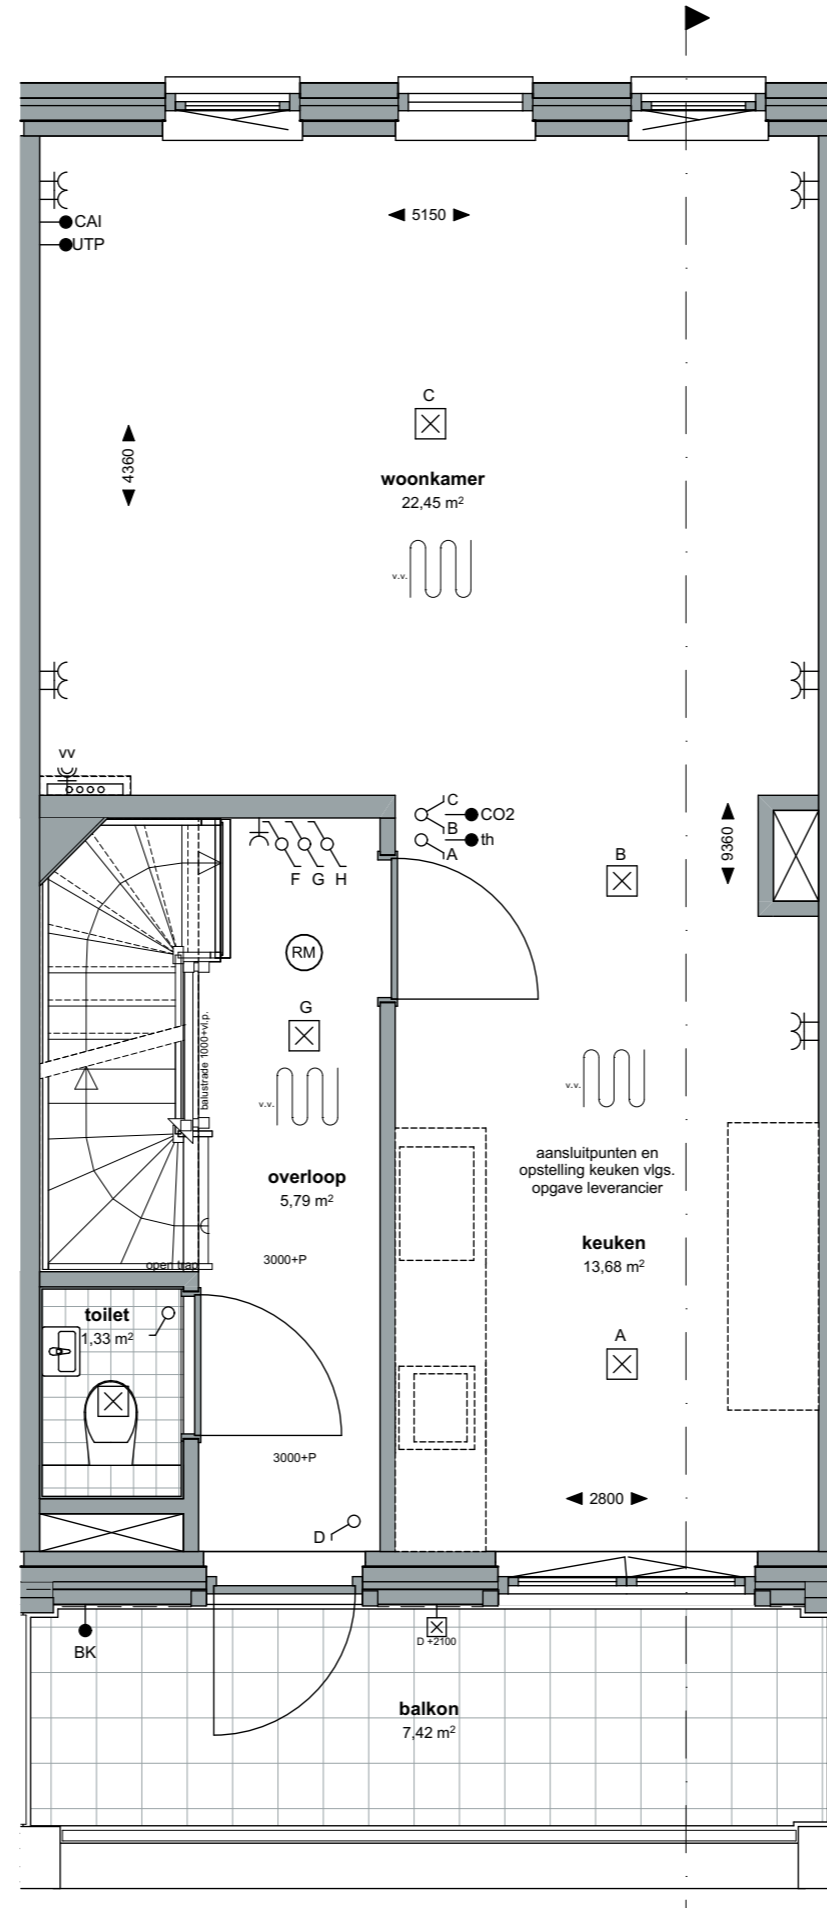 5150
CAI
UTP
C
4360
woonkamer
22,45 m²
v.v.
vv
C
CO2
B
th
A
9360
F G H
B
RM
G
balustrade 1000+vl.p.
v.v.
v.v.
aansluitpunten en
opstelling keuken vlgs.
opgave leverancier
overloop
5,79 m²
keuken
13,68 m²
open trap
3000+P
toilet
1,33 m²
A
3000+P
2800
D
BK
D +2100
balkon
7,42 m²